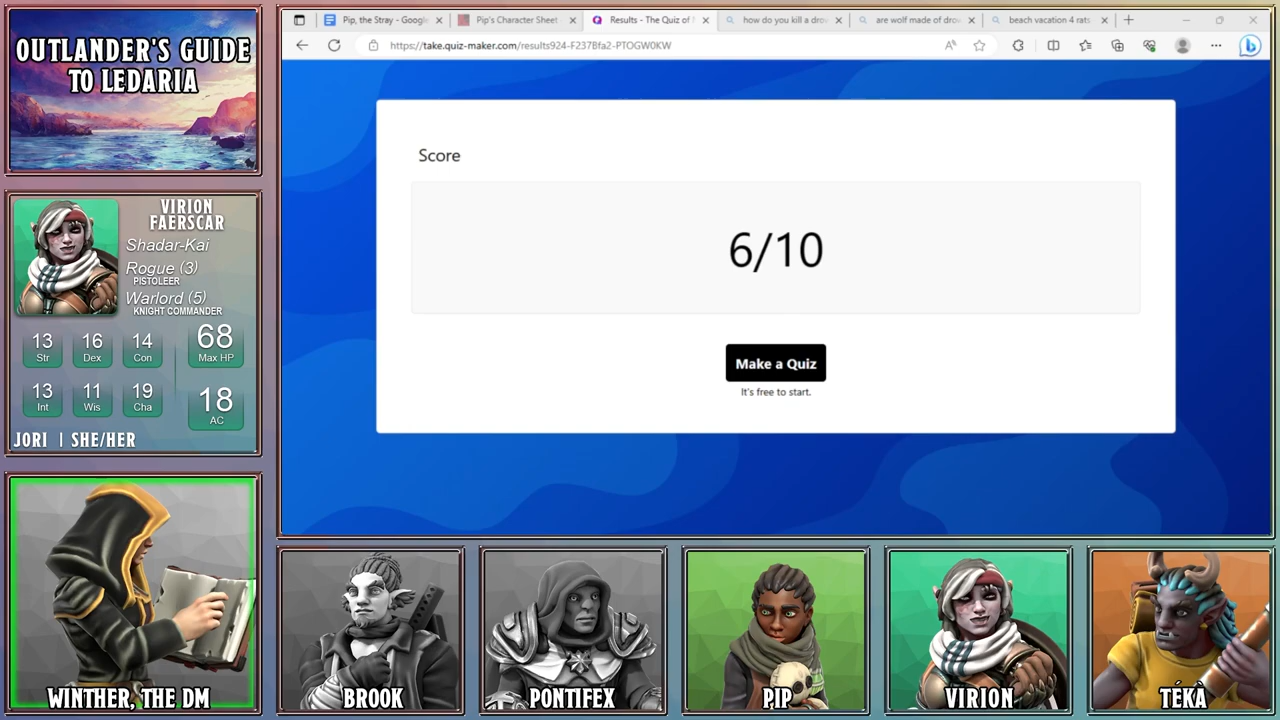 OUTLANDER'S GUIDE
TO LEDARIA
Pip, the Stray - Google
Pip's Character Sheet
Results - The Quiz of
how do you kill a drow
are wolf made of drow
beach vacation 4 rats
https://take.quiz-maker.com/results924-F237Bfa2-PTOGW0KW
Score
6/10
Make a Quiz
It's free to start.
VIRION
FAERSCAR
Shadar-Kai
Rogue (3)
PISTOLEER
Warlord (5)
KNIGHT COMMANDER
13 16 14 68
Str Dex Con Max HP
13 11 19 18
Int Wis Cha AC
JORI | SHE/HER
WINTHER, THE DM
BROOK
PONTIFEX
PIP
VIRION
TÉKÀ